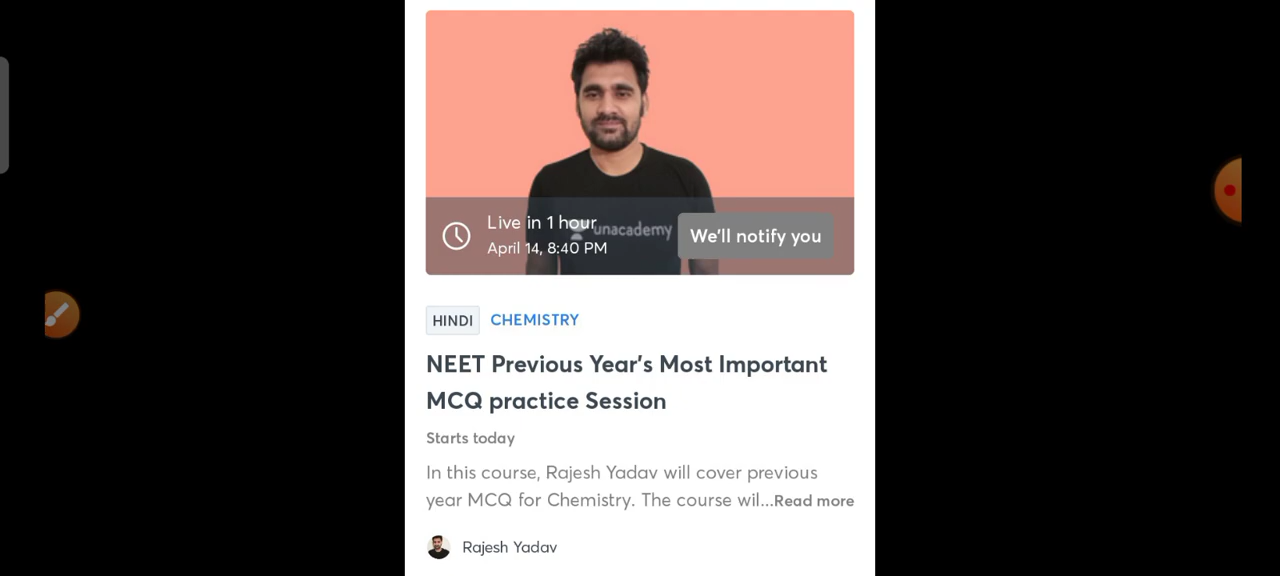 Live in 1 hour
April 14, 8:40 PM
unacademy
We'll notify you
HINDI CHEMISTRY
NEET Previous Year's Most Important
MCQ practice Session
Starts today
In this course, Rajesh Yadav will cover previous
year MCQ for Chemistry. The course wil...Read more
Rajesh Yadav